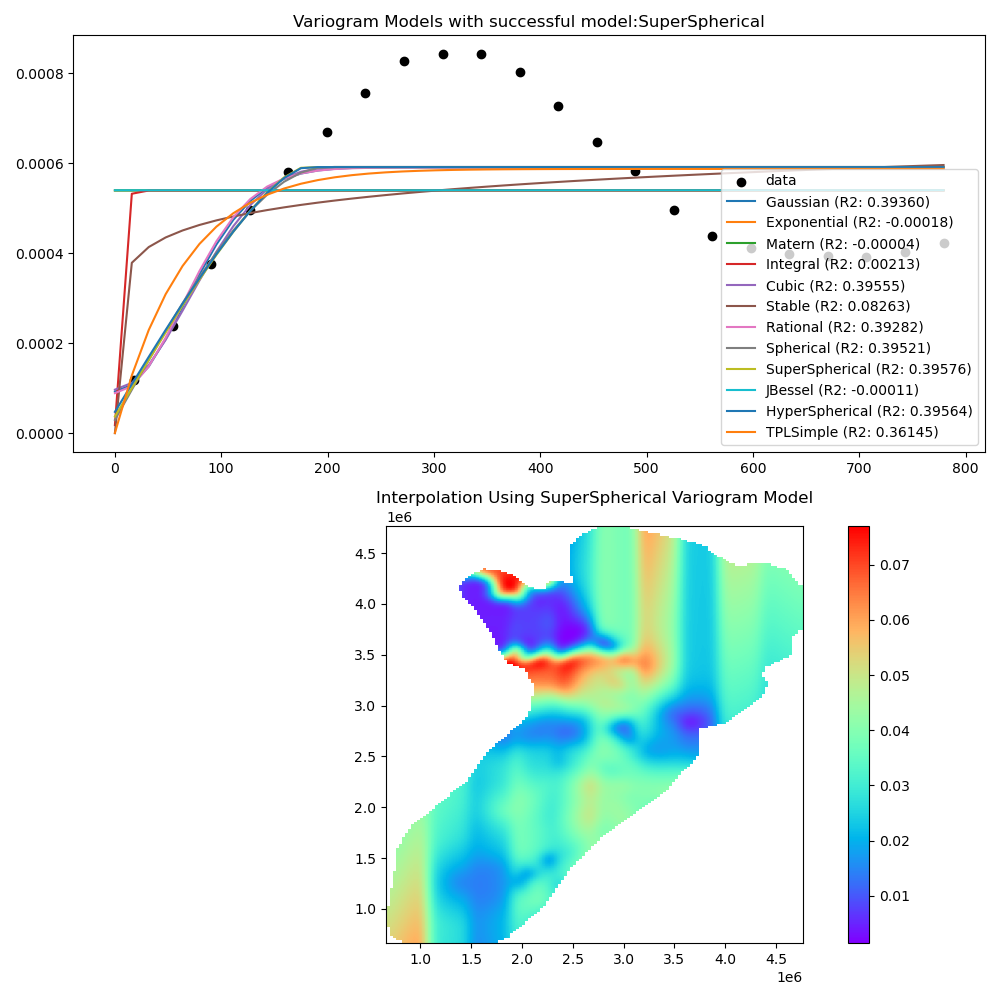 Variogram Models with successful model:SuperSpherical
0.0008
0.0006
0.0004
0.0002
0.0000
data
Gaussian (R2: 0.39360)
Exponential (R2: -0.00018)
Matern (R2: -0.00004)
Integral (R2: 0.00213)
Cubic (R2: 0.39555)
Stable (R2: 0.08263)
Rational (R2: 0.39282)
Spherical (R2: 0.39521)
SuperSpherical (R2: 0.39576)
JBessel (R2: -0.00011)
HyperSpherical (R2: 0.39564)
TPLSimple (R2: 0.36145)
0 100 200 300 400 500 600 700 800
Interpolation Using SuperSpherical Variogram Model
1e6
4.5
4.0
3.5
3.0
2.5
2.0
1.5
1.0
1.0 1.5 2.0 2.5 3.0 3.5 4.0 4.5
1e6
0.07
0.06
0.05
0.04
0.03
0.02
0.01